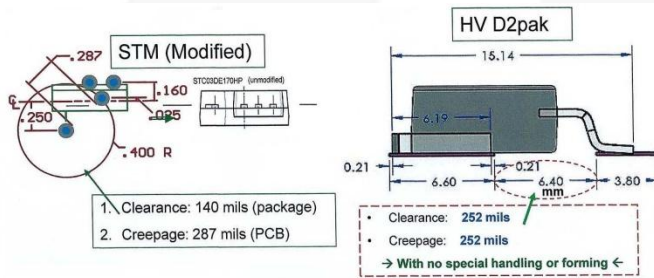 STM (Modified)
HV D2pak
.287
.160
.025
.250
.400 R
STC03DE170HP (unmodified)
1. Clearance: 140 mils (package)
2. Creepage: 287 mils (PCB)
15.14
6.19
0.21
0.21
6.60
6.40
3.80
mm
• Clearance: 252 mils
• Creepage: 252 mils
→ With no special handling or forming ←